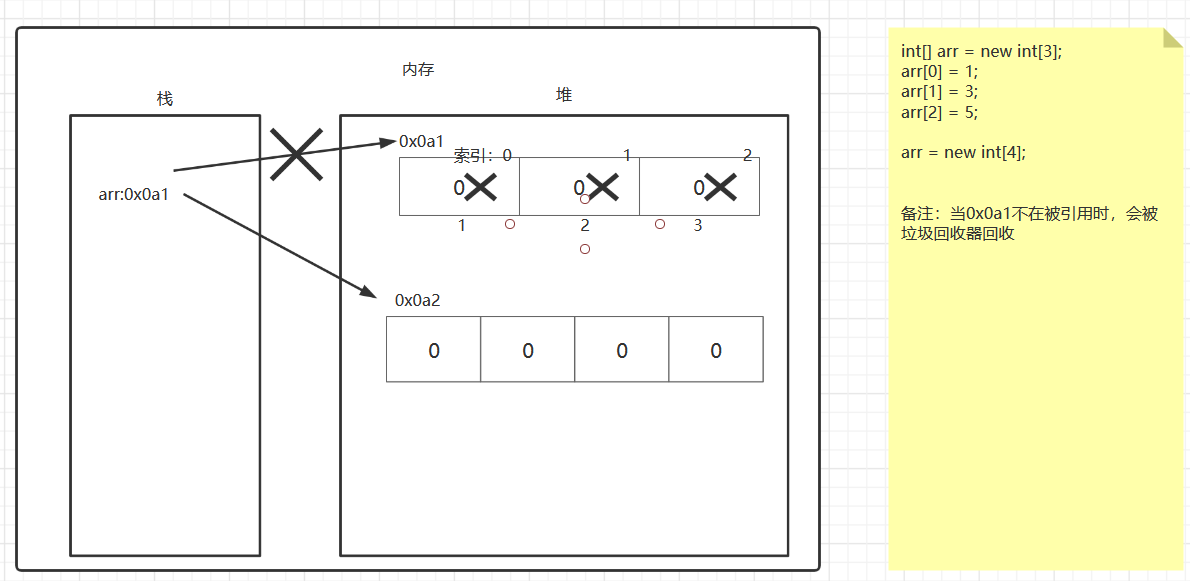 内存
栈
堆
arr:0x0a1
0x0a1
索引：0 1 2
0 0 0
1 2 3
0x0a2
0 0 0 0
int[] arr = new int[3];
arr[0] = 1;
arr[1] = 3;
arr[2] = 5;
arr = new int[4];
备注：当0x0a1不在被引用时，会被
垃圾回收器回收